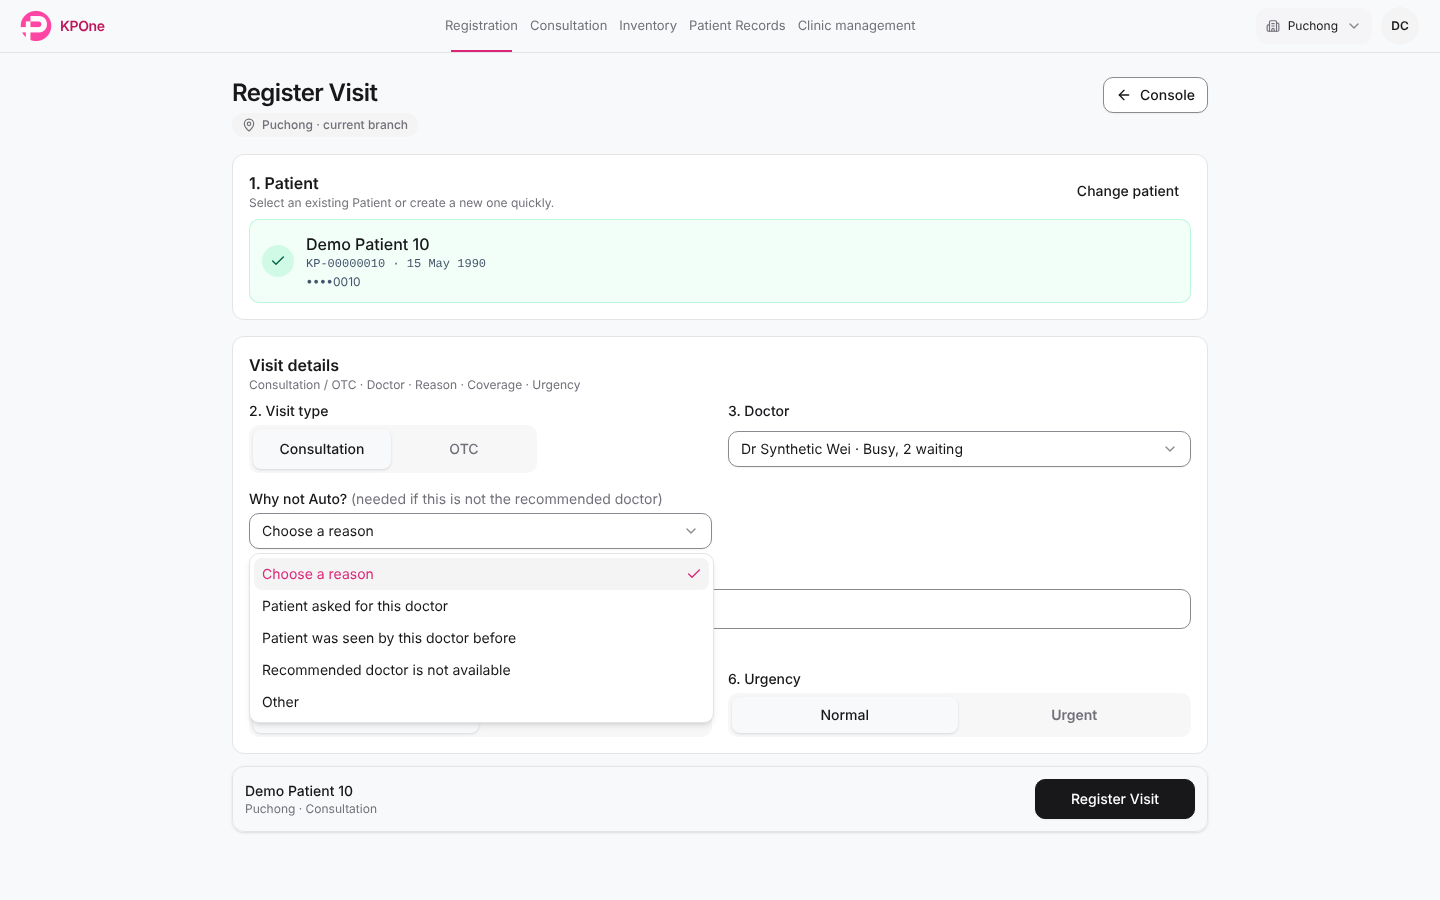 KPOne
Registration
Consultation
Inventory
Patient Records
Clinic management
Puchong
DC
Register Visit
Puchong · current branch
Console
1. Patient
Select an existing Patient or create a new one quickly.
Change patient
Demo Patient 10
KP-00000010 · 15 May 1990
••••0010
Visit details
Consultation / OTC · Doctor · Reason · Coverage · Urgency
2. Visit type
Consultation
OTC
3. Doctor
Dr Synthetic Wei · Busy, 2 waiting
Why not Auto? (needed if this is not the recommended doctor)
Choose a reason
Choose a reason
Patient asked for this doctor
Patient was seen by this doctor before
Recommended doctor is not available
Other
6. Urgency
Normal
Urgent
Demo Patient 10
Puchong · Consultation
Register Visit